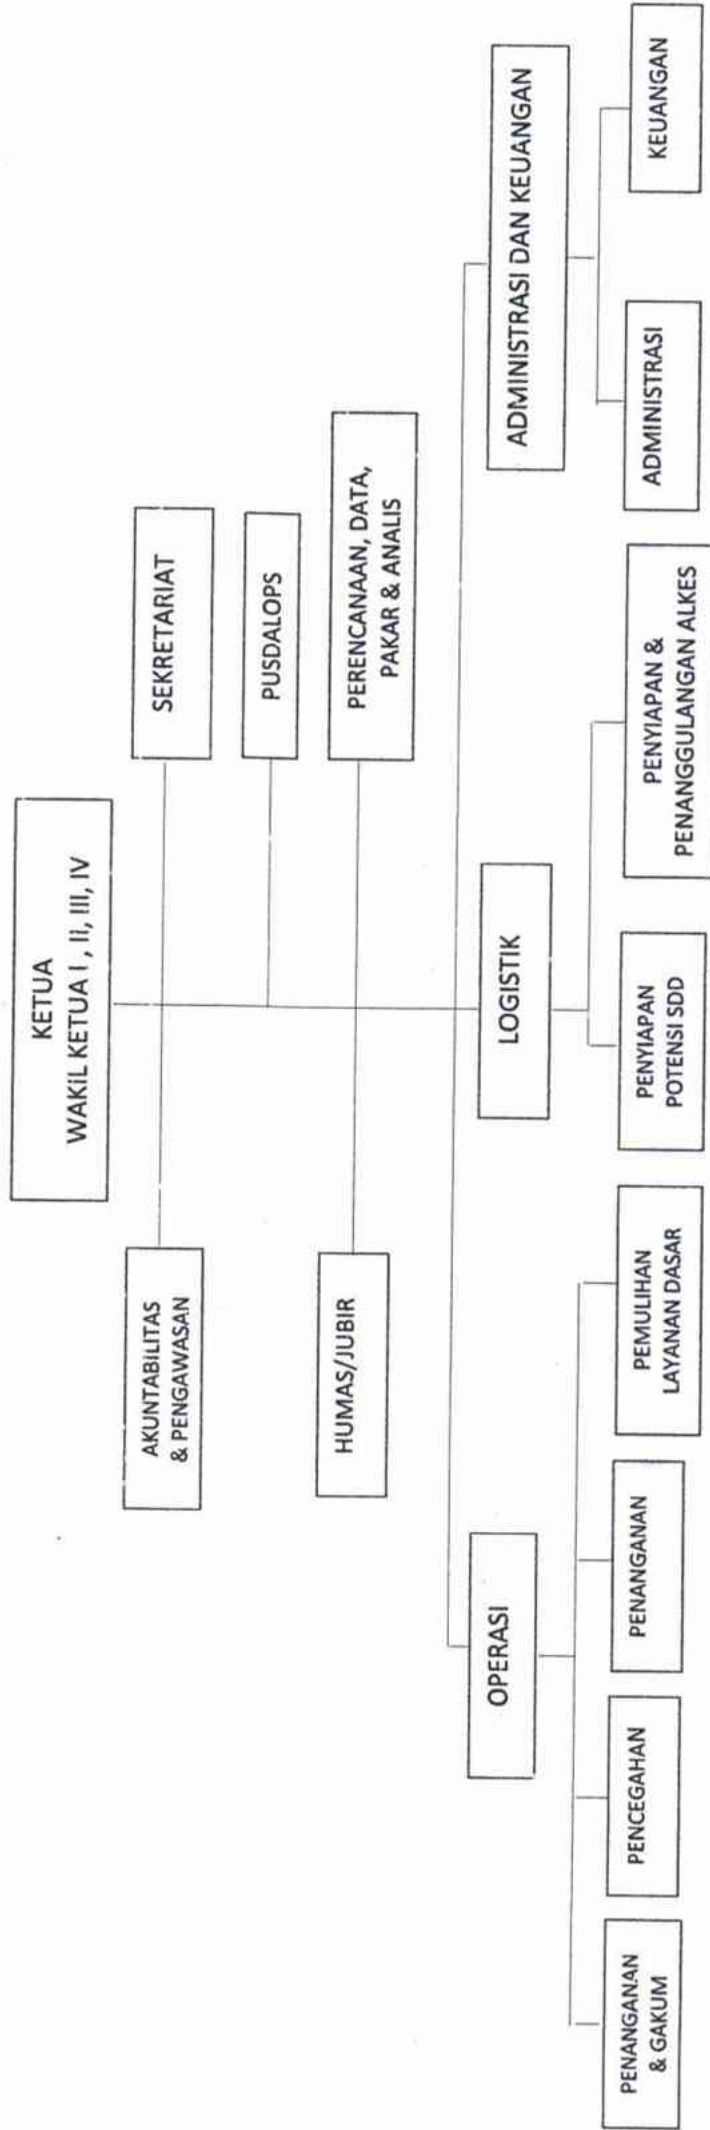 KETUA
WAKIL KETUA I, II, III, IV
AKUNTABILITAS
& PENGAWASAN
SEKRETARIAT
PUSDALOPS
HUMAS/JUBIR
PERENCANAAN, DATA,
PAKAR & ANALIS
OPERASI
LOGISTIK
ADMINISTRASI DAN KEUANGAN
PENANGANAN
& GAKUM
PENCEGAHAN
PENANGANAN
PEMULIHAN
LAYANAN DASAR
PENYIAPAN
POTENSI SDD
PENYIAPAN &
PENANGGULANGAN ALKES
ADMINISTRASI
KEUANGAN